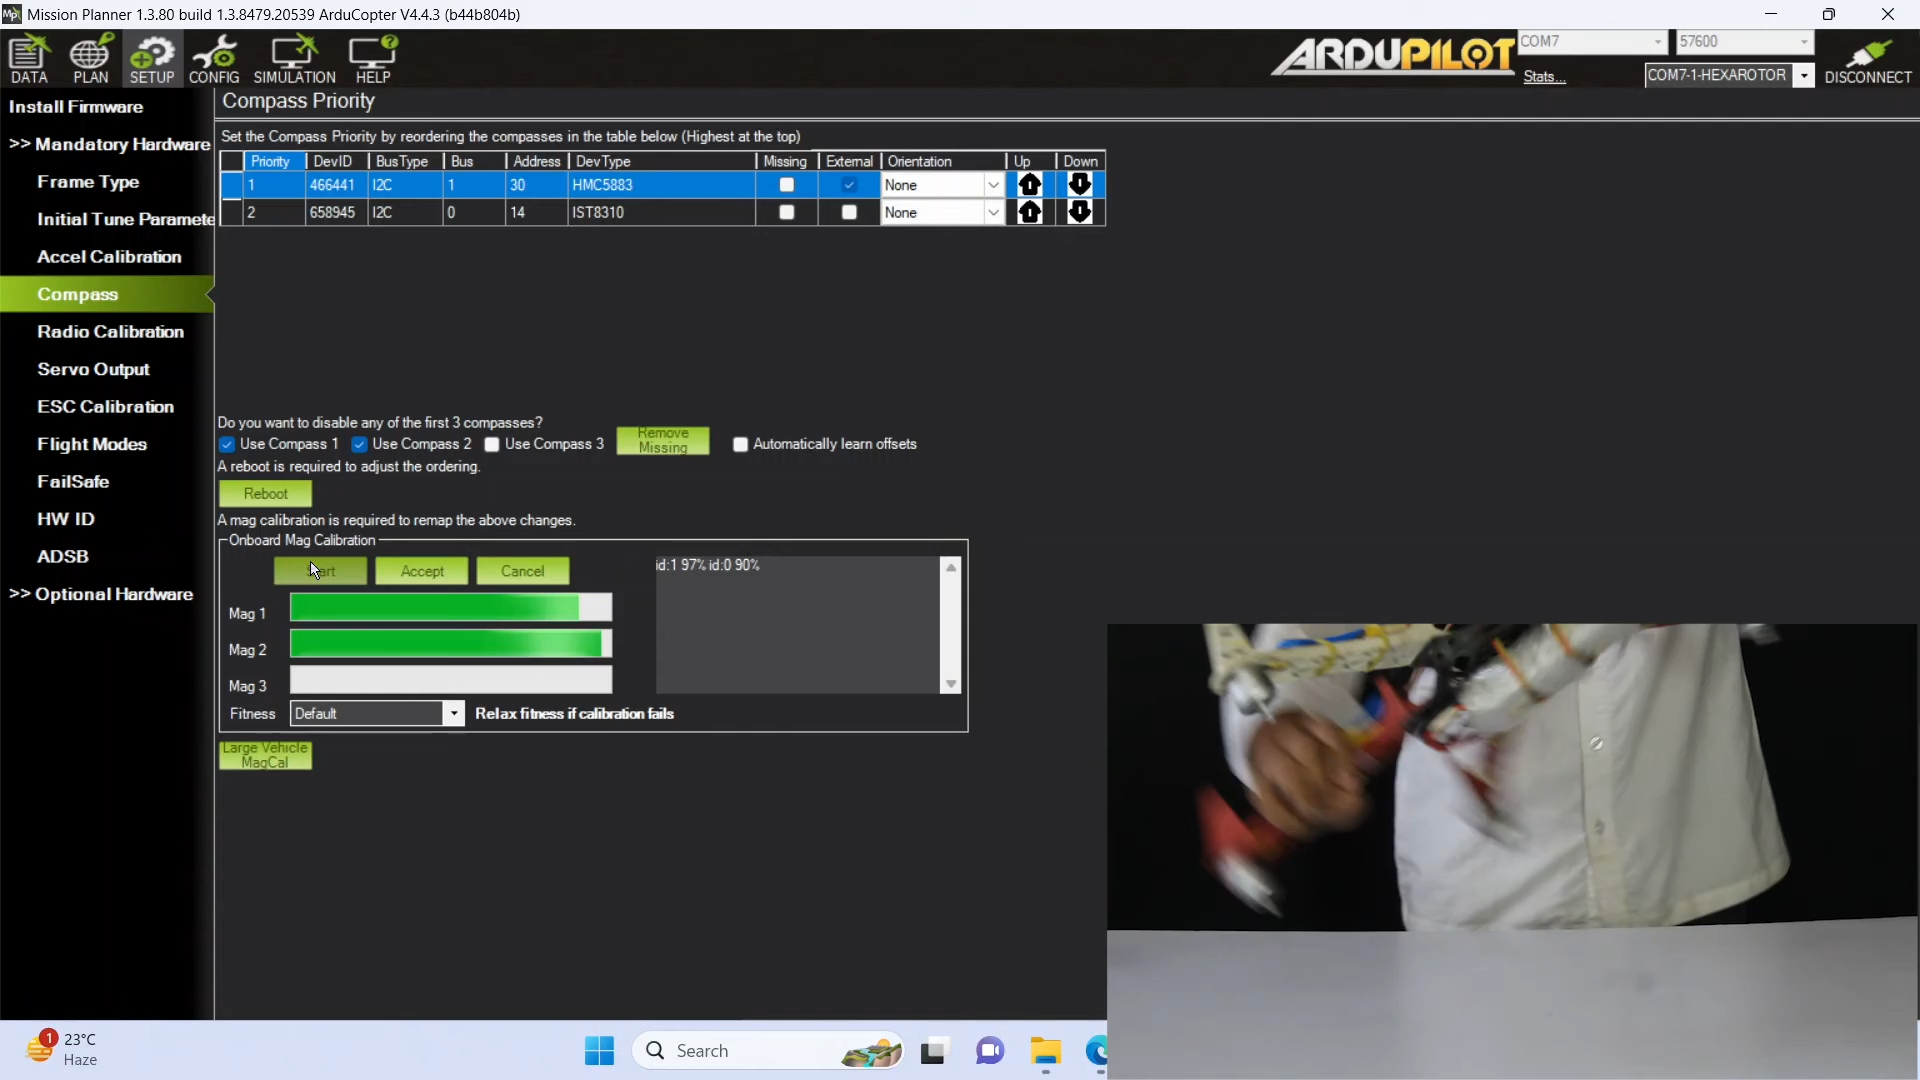 Mission Planner 1.3.80 build 1.3.8479.20539 ArduCopter V4.4.3 (b44b804b)
DATA PLAN SETUP CONFIG SIMULATION HELP
ARDUPILOT
COM7 57600
Stats... COM7-1-HEXAROTOR DISCONNECT
Install Firmware
>> Mandatory Hardware
Frame Type
Initial Tune Paramete
Accel Calibration
Compass
Radio Calibration
Servo Output
ESC Calibration
Flight Modes
FailSafe
HW ID
ADSB
>> Optional Hardware
Compass Priority
Set the Compass Priority by reordering the compasses in the table below (Highest at the top)
Priority DevID BusType Bus Address DevType Missing External Orientation Up Down
1 466441 I2C 1 30 HMC5883 None
2 658945 I2C 0 14 IST8310 None
Do you want to disable any of the first 3 compasses?
Use Compass 1 Use Compass 2 Use Compass 3 Remove Missing Automatically learn offsets
A reboot is required to adjust the ordering.
Reboot
A mag calibration is required to remap the above changes.
Onboard Mag Calibration
Start Accept Cancel
id:1 97% id:0 90%
Mag 1
Mag 2
Mag 3
Fitness Default Relax fitness if calibration fails
Large Vehicle
MagCal
1
23°C
Haze
Search